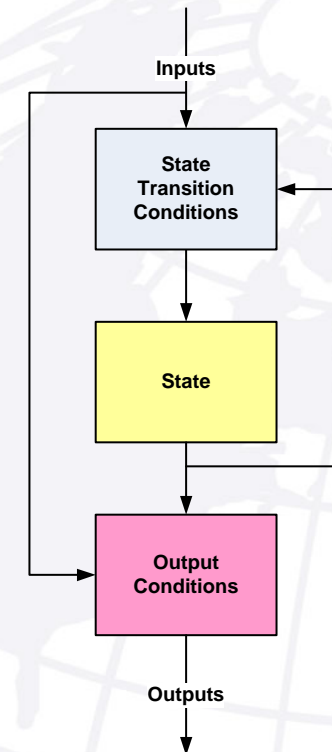 Inputs
State
Transition
Conditions
State
Output
Conditions
Outputs